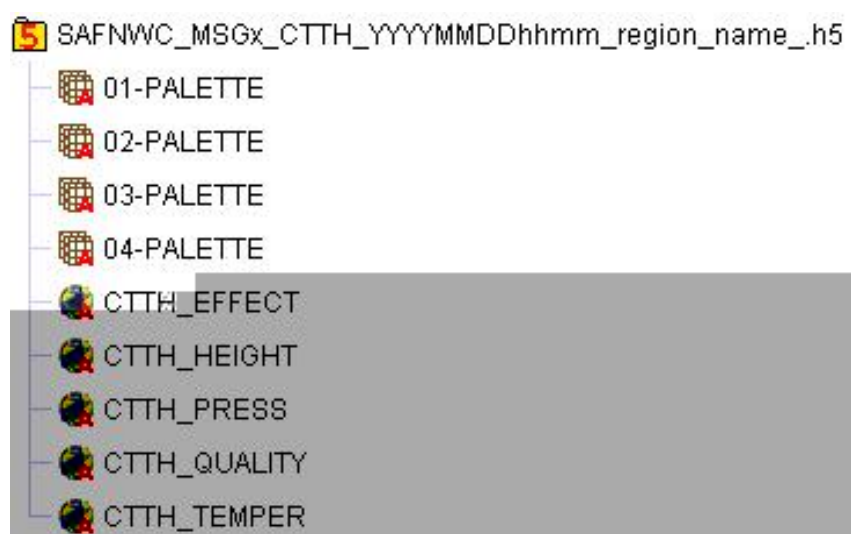 SAFNWC_MSGx_CTTH_YYYYMMDDhhmm_region_name_.h5
01-PALETTE
02-PALETTE
03-PALETTE
04-PALETTE
CTTH_EFFECT
CTTH_HEIGHT
CTTH_PRESS
CTTH_QUALITY
CTTH_TEMPER